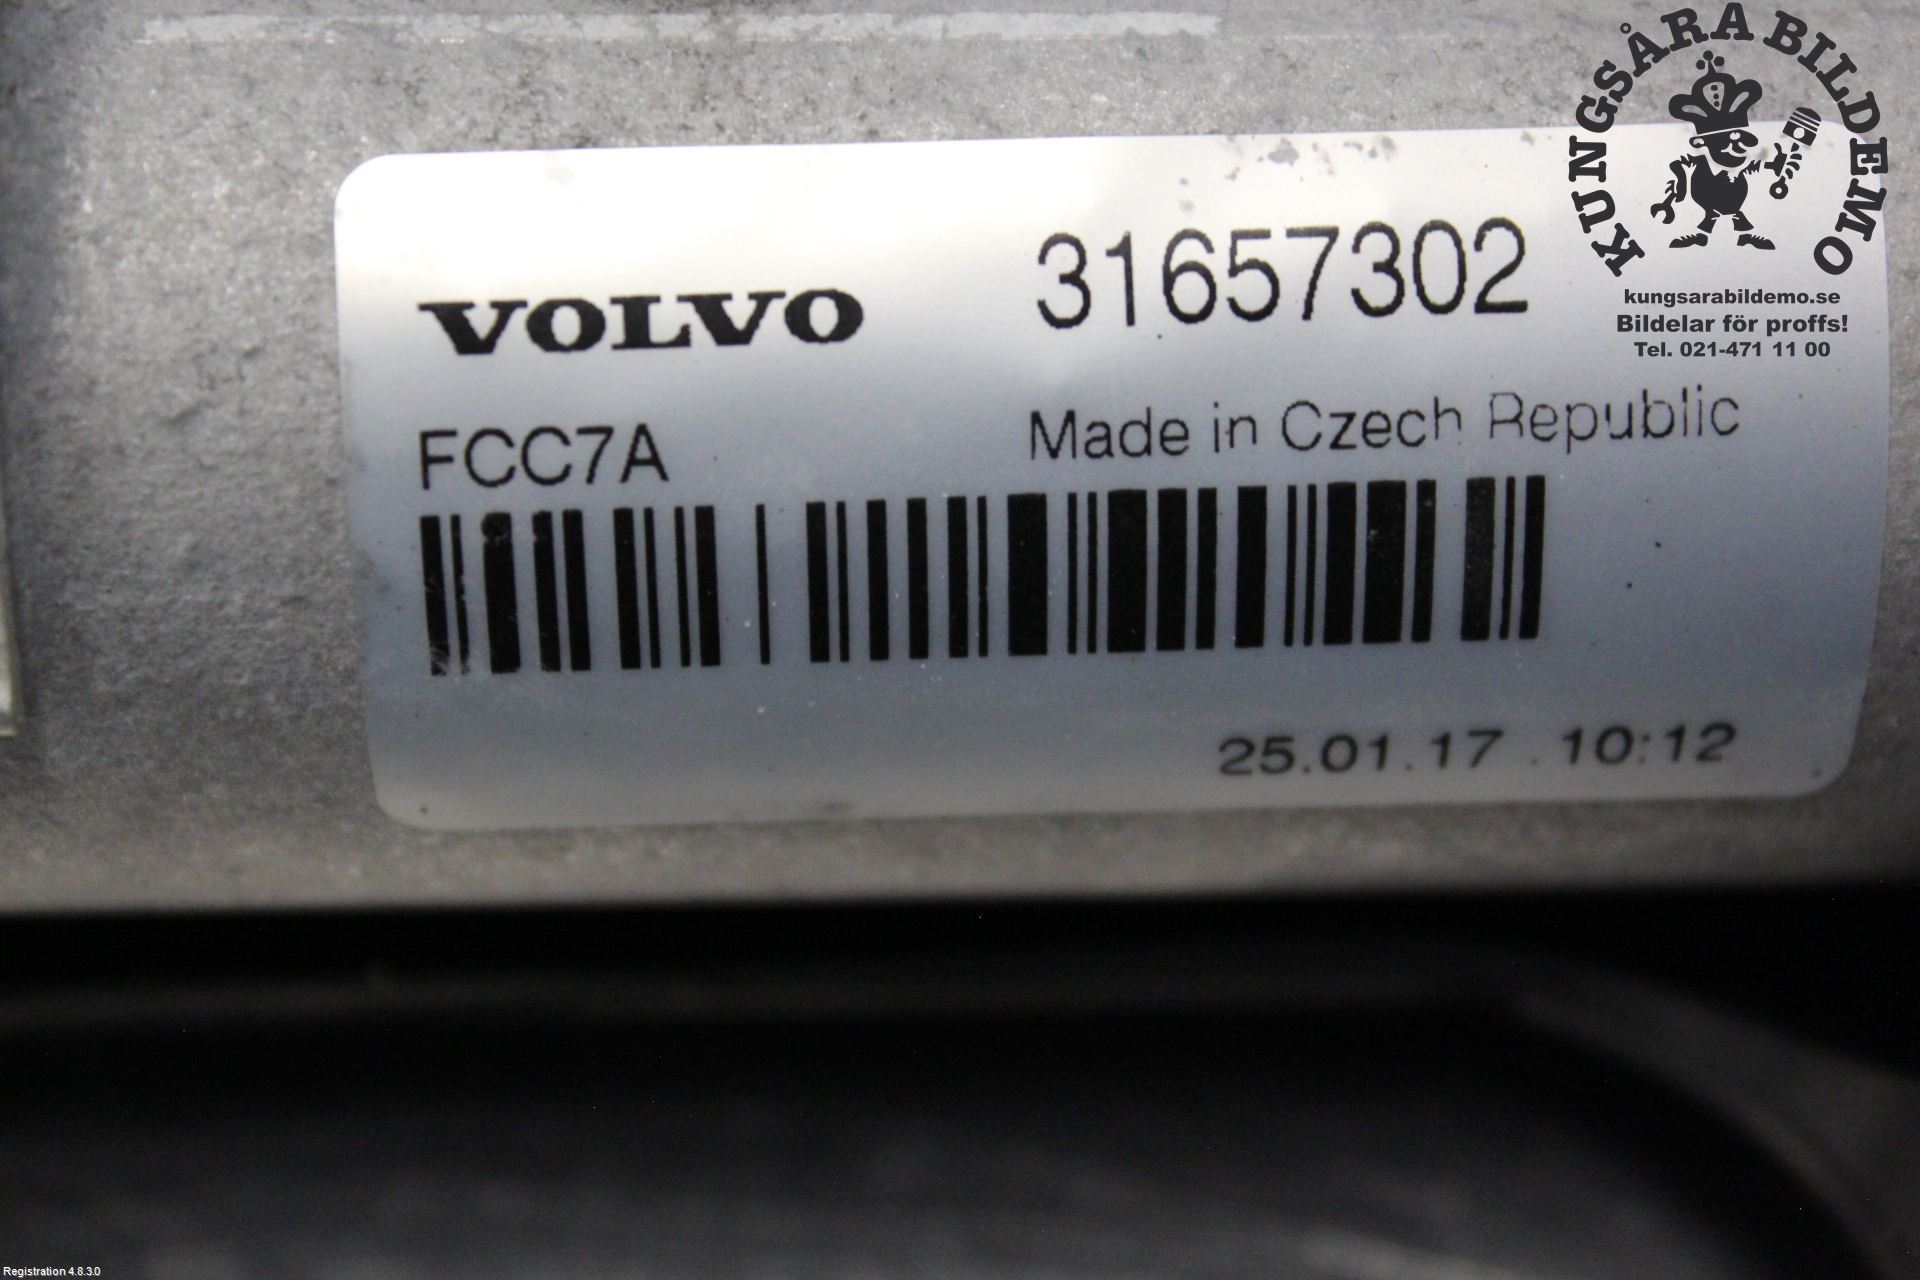 KUNGSÅRA BILDEMO
kungsarabildemo.se
Bildelar för proffs!
Tel. 021-471 11 00
VOLVO 31657302
FCC7A Made in Czech Republic
25.01.17 . 10:12
Registration 4.8.3.0